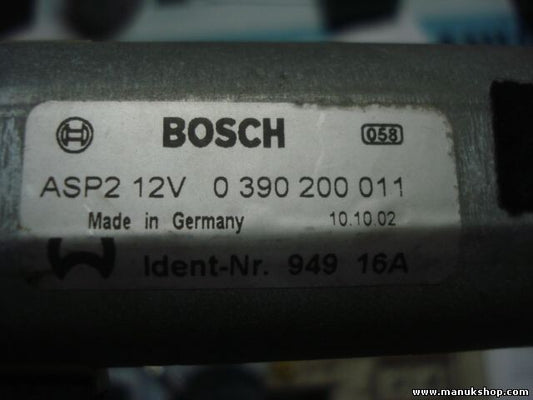 BOSCH 058
ASP2 12V 0 390 200 011
Made in Germany 10.10.02
Ident-Nr. 949 16A
www.manukshop.com